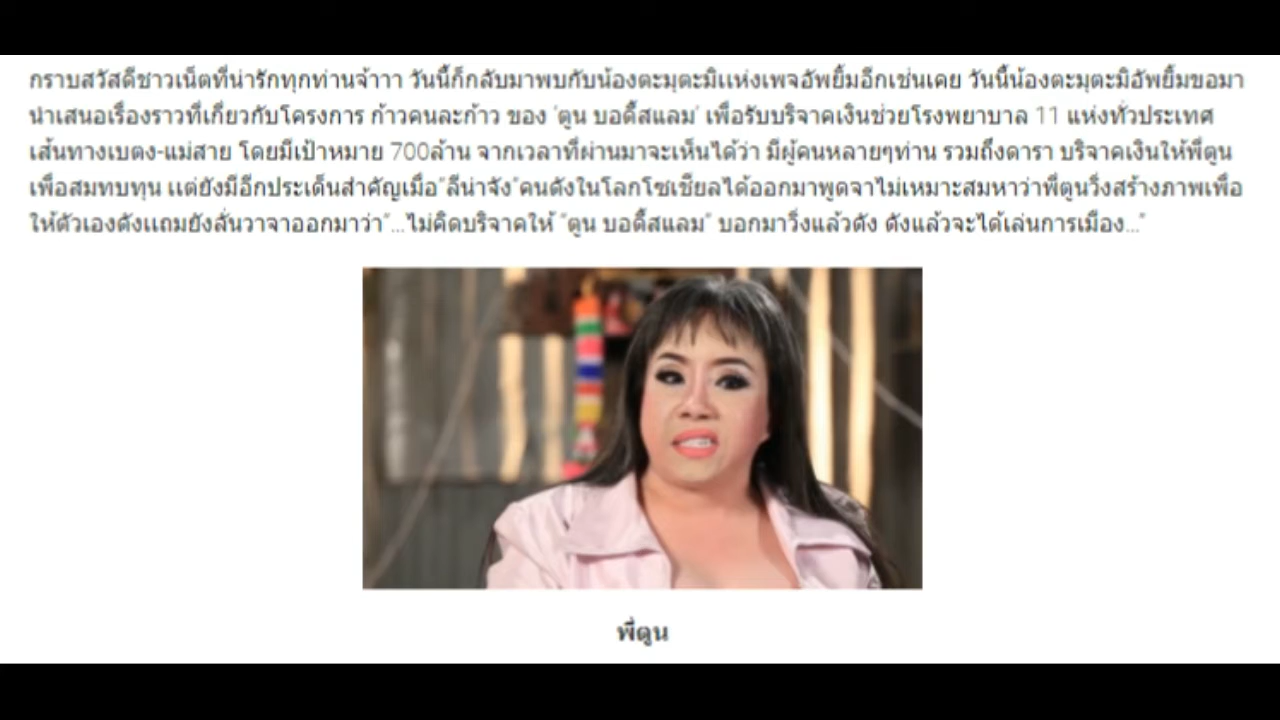 กราบสวัสดีชาวเน็ตที่น่ารักทุกท่านจ้าาา วันนี้ก็กลับมาพบกับน้องตะมุตะมิแห่งเพจอัพยิ้มอีกเช่นเคย วันนี้น้องตะมุตะมิอัพยิ้มขอมา
นำเสนอเรื่องราวที่เกี่ยวกับโครงการ ก้าวคนละก้าว ของ 'ตูน บอดี้สแลม' เพื่อรับบริจาคเงินช่วยโรงพยาบาล 11 แห่งทั่วประเทศ
เส้นทางเบตง-แม่สาย โดยมีเป้าหมาย 700ล้าน จากเวลาที่ผ่านมาจะเห็นได้ว่า มีผู้คนหลายๆท่าน รวมถึงดารา บริจาคเงินให้พี่ตูน
เพื่อสมทบทุน แต่ยังมีอีกประเด็นสำคัญเมื่อ"ลีน่าจัง"คนดังในโลกโซเชียลได้ออกมาพูดจาไม่เหมาะสมหาว่าพี่ตูนวิ่งสร้างภาพเพื่อ
ให้ตัวเองดังแถมยังลั่นวาจาออกมาว่า"...ไม่คิดบริจาคให้ "ตูน บอดี้สแลม" บอกมาวิ่งแล้วดัง ดังแล้วจะได้เล่นการเมือง..."
พี่ตูน